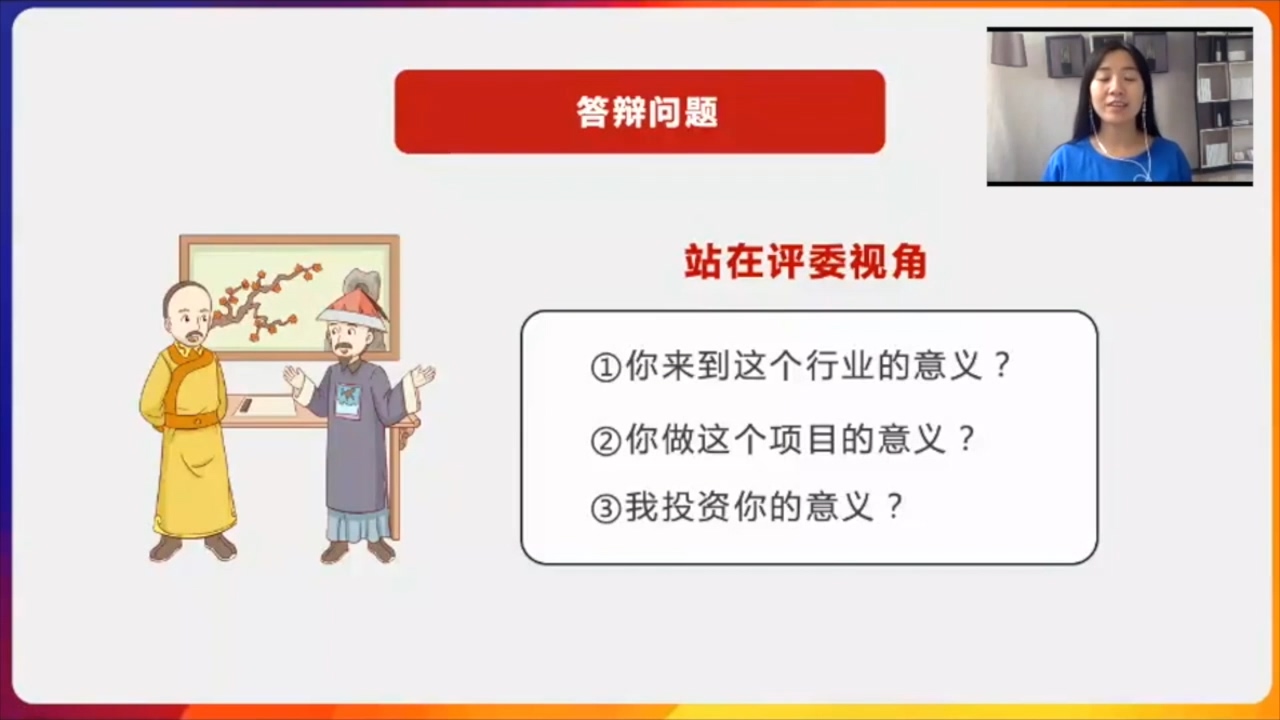 答辩问题
站在评委视角
①你来到这个行业的意义？
②你做这个项目的意义？
③我投资你的意义？